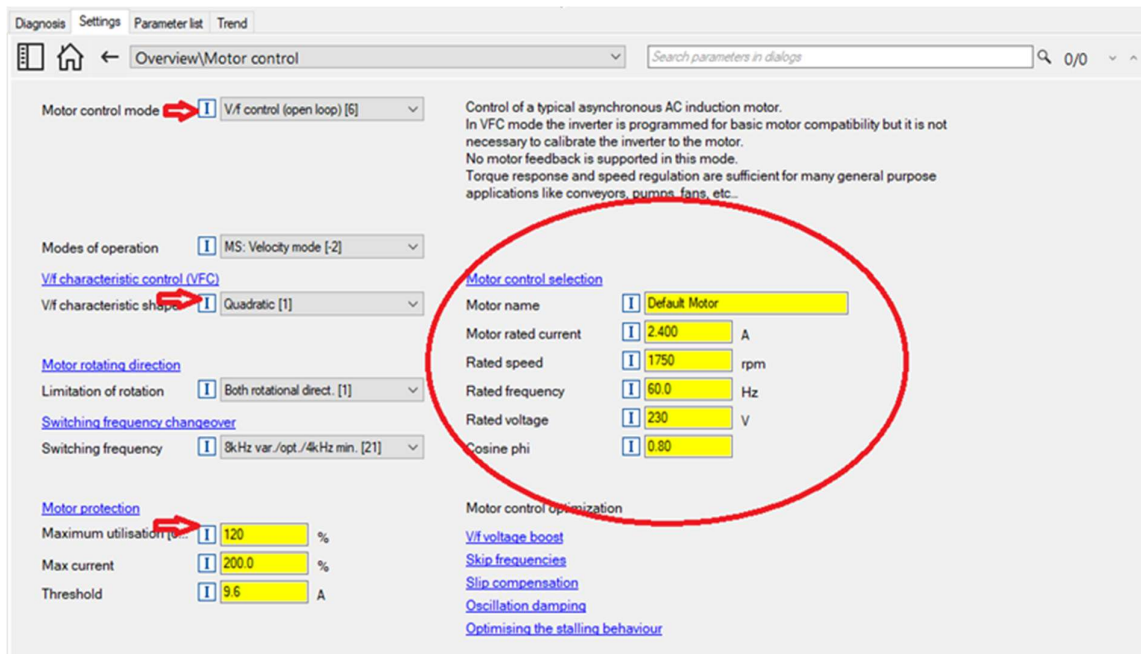 Diagnosis Settings Parameter list Trend
Overview\Motor control
Search parameters in dialogs
0/0
Motor control mode
V/f control (open loop) [6]
Control of a typical asynchronous AC induction motor.
In VFC mode the inverter is programmed for basic motor compatibility but it is not
necessary to calibrate the inverter to the motor.
No motor feedback is supported in this mode.
Torque response and speed regulation are sufficient for many general purpose
applications like conveyors, pumps, fans, etc..
Modes of operation
MS: Velocity mode [-2]
V/f characteristic control (VFC)
V/f characteristic shape
Quadratic [1]
Motor rotating direction
Limitation of rotation
Both rotational direct. [1]
Switching frequency changeover
Switching frequency
8kHz var./opt./4kHz min. [21]
Motor protection
Maximum utilisation [... 120 %
Max current 200.0 %
Threshold 9.6 A
Motor control selection
Motor name Default Motor
Motor rated current 2.400 A
Rated speed 1750 rpm
Rated frequency 60.0 Hz
Rated voltage 230 V
Cosine phi 0.80
Motor control optimization
V/f voltage boost
Skip frequencies
Slip compensation
Oscillation damping
Optimising the stalling behaviour